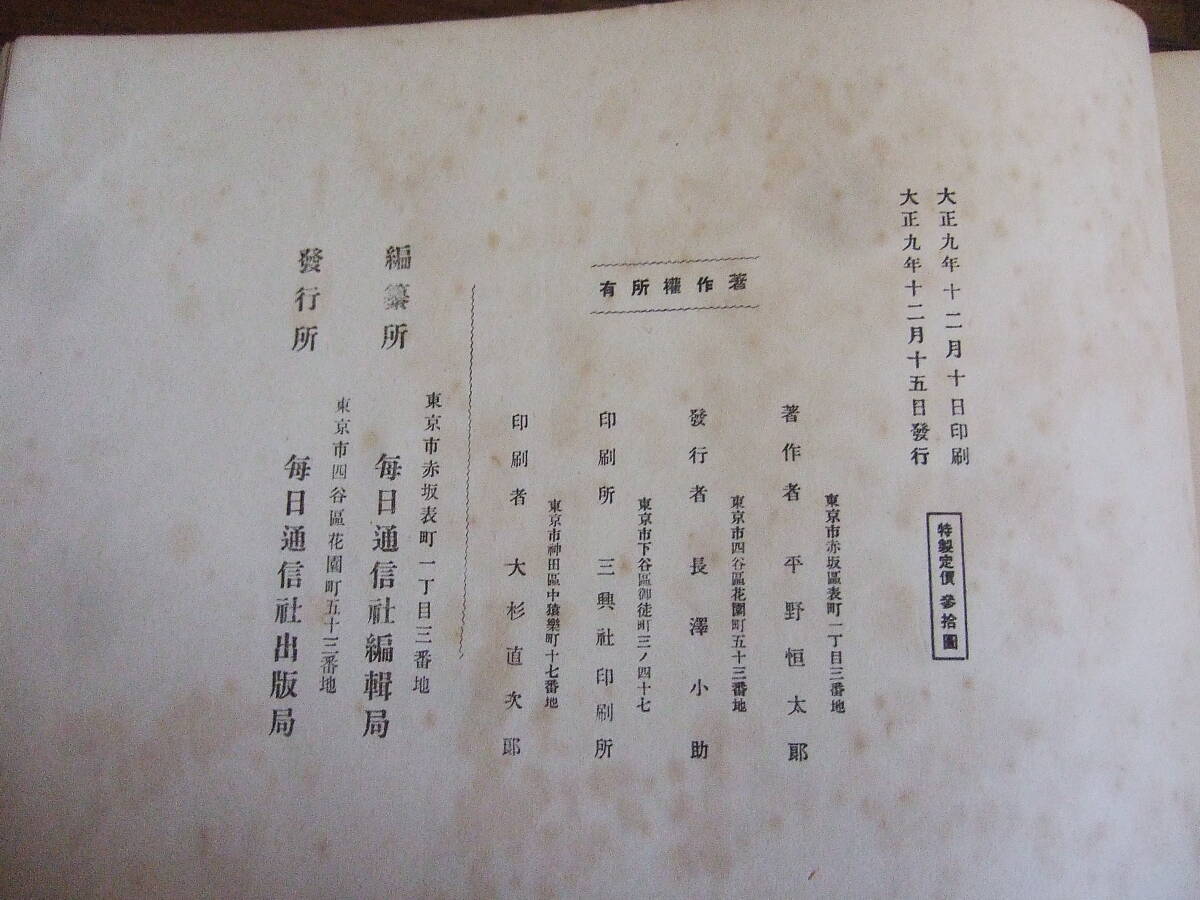 大正九年十二月十日印刷
大正九年十二月十五日發行
特製定價 參拾圓
著作權所有
東京市赤坂區表町一丁目三番地
著作者 平野恒太郎
東京市四谷區花園町五十三番地
發行者 長澤小助
東京市下谷區御徒町三ノ四十七
印刷所 三興社印刷所
東京市神田區中猿樂町十七番地
印刷者 大杉直次郎
東京市赤坂表町一丁目三番地
編纂所 每日通信社編輯局
東京市四谷區花園町五十三番地
發行所 每日通信社出版局